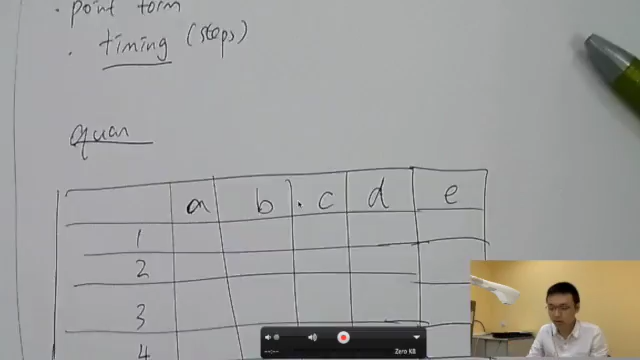 · point form
· timing (steps)
quan
a b · c d e
1
2
3
4
Zero KB